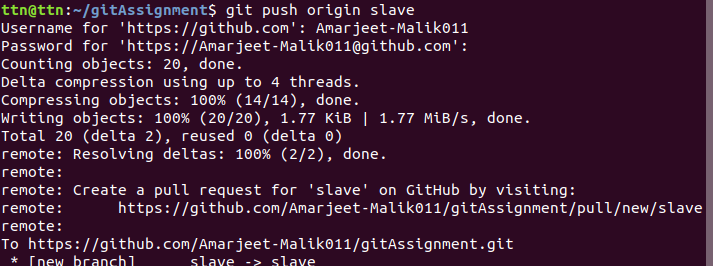 ttn@ttn:~/gitAssignment$ git push origin slave
Username for 'https://github.com': Amarjeet-Malik011
Password for 'https://Amarjeet-Malik011@github.com':
Counting objects: 20, done.
Delta compression using up to 4 threads.
Compressing objects: 100% (14/14), done.
Writing objects: 100% (20/20), 1.77 KiB | 1.77 MiB/s, done.
Total 20 (delta 2), reused 0 (delta 0)
remote: Resolving deltas: 100% (2/2), done.
remote:
remote: Create a pull request for 'slave' on GitHub by visiting:
remote:      https://github.com/Amarjeet-Malik011/gitAssignment/pull/new/slave
remote:
To https://github.com/Amarjeet-Malik011/gitAssignment.git
 * [new branch]      slave -> slave